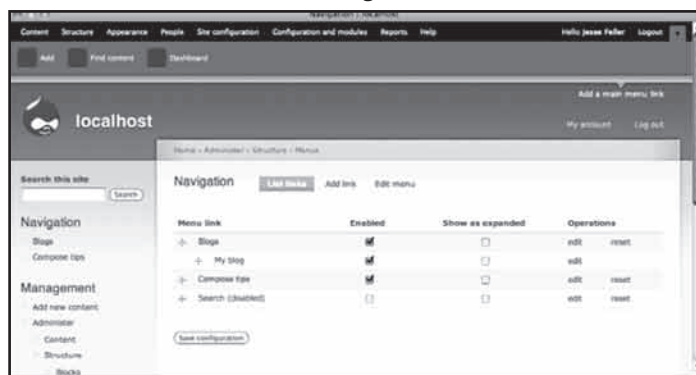 Navigation | localhost
Content Structure Appearance People Site configuration Configuration and modules Reports Help Hello Jesse Feiler Logout
Add Find content Dashboard
Add a main menu link
localhost
My account Log out
Home » Administer » Structure » Menus
Search this site
Search
Navigation List links Add link Edit menu
Navigation
Blogs
Compose tips
Management
Add new content
Administer
Content
Structure
Blocks
Menu link Enabled Show as expanded Operations
Blogs edit reset
My blog edit
Compose tips edit reset
Search (disabled) edit reset
Save configuration